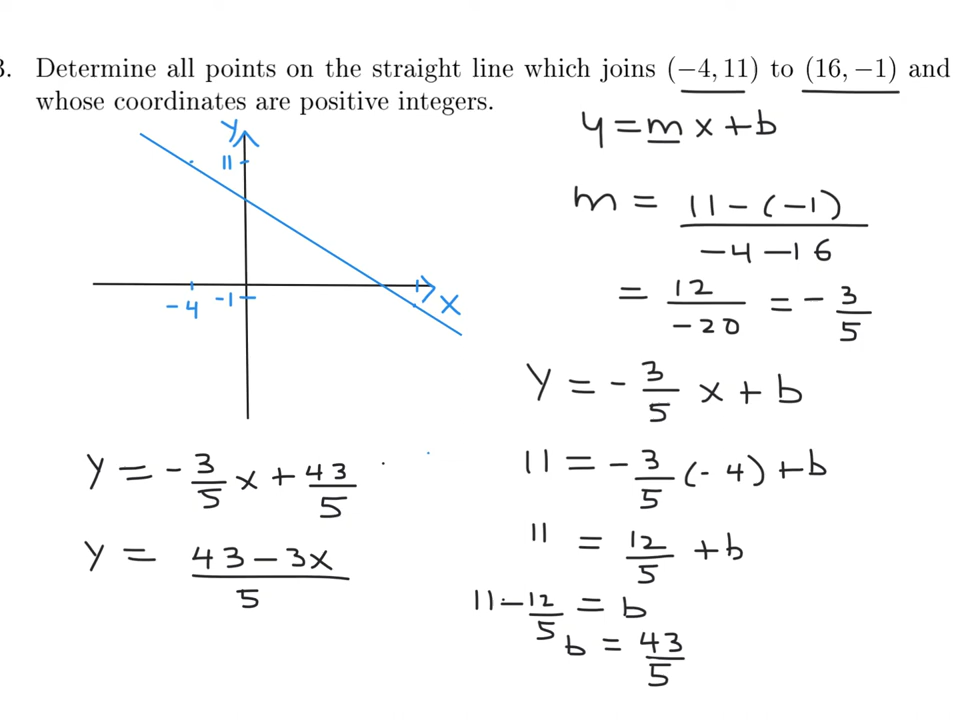 3. Determine all points on the straight line which joins (−4, 11) to (16, −1) and
whose coordinates are positive integers.
y = mx + b
y
11
-4
-1
x
m = 11 - (-1) / -4 - 16
= 12 / -20 = - 3/5
y = - 3/5 x + b
11 = - 3/5 (-4) + b
11 = 12/5 + b
11 - 12/5 = b
b = 43/5
y = - 3/5 x + 43/5
y = 43 - 3x / 5